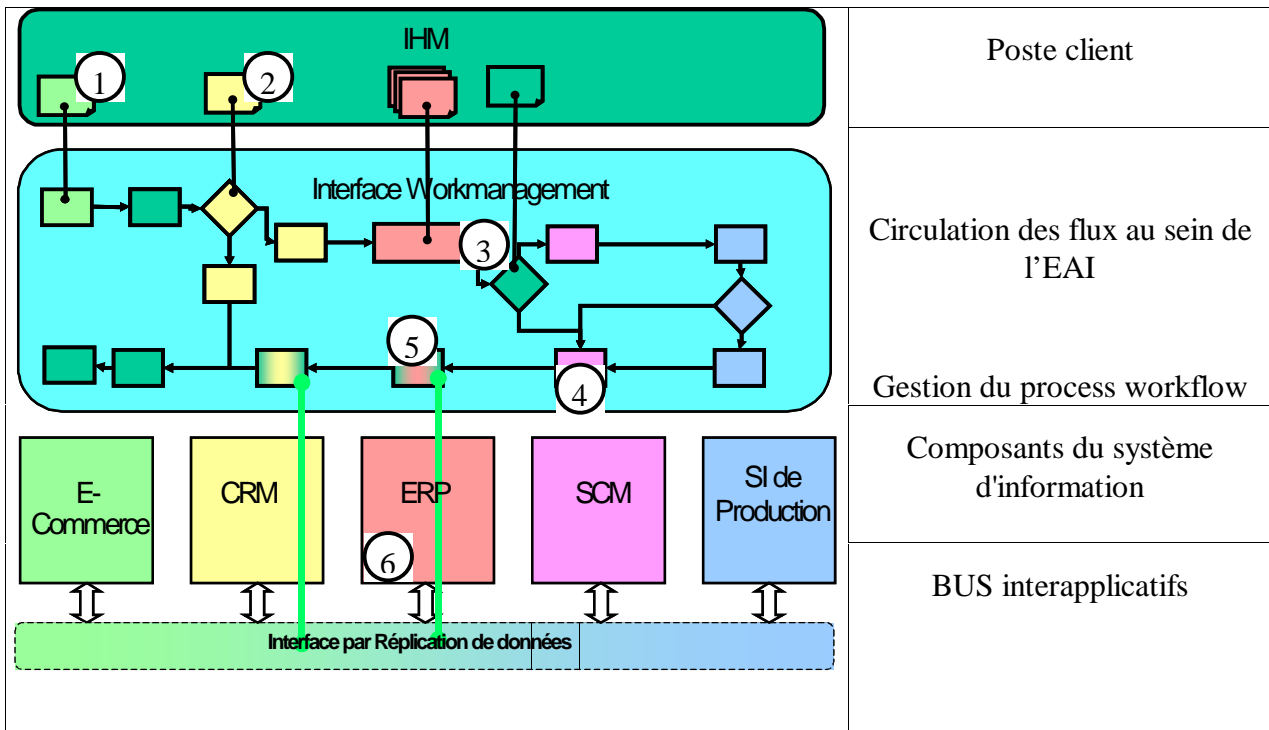 IHM
1
2
Poste client
Interface Workmanagement
3
Circulation des flux au sein de
l'EAI
5
4
Gestion du process workflow
E-
Commerce
CRM
ERP
SCM
SI de
Production
6
Composants du système
d'information
BUS interapplicatifs
Interface par Réplication de données